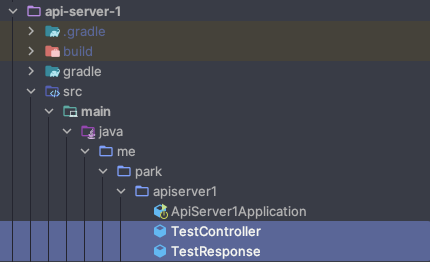 api-server-1
.gradle
build
gradle
src
main
java
me
park
apiserver1
ApiServer1Application
TestController
TestResponse